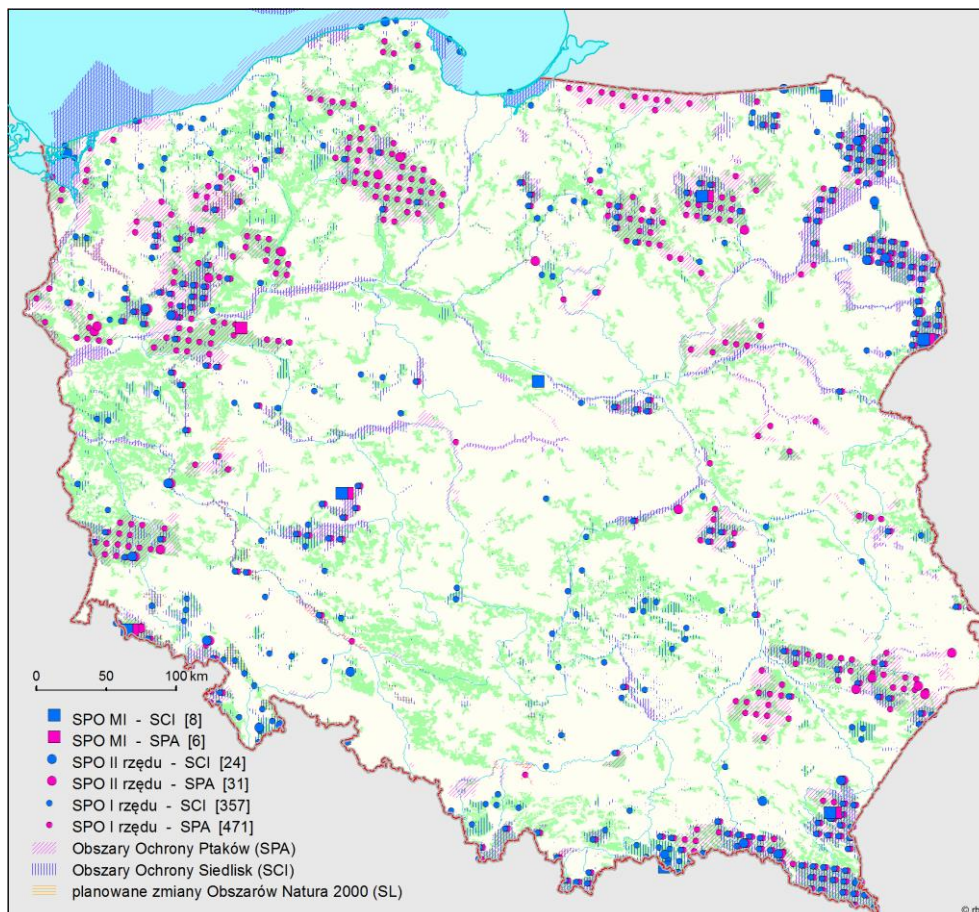 0 50 100 km
SPO MI - SCI [8]
SPO MI - SPA [6]
SPO II rzędu - SCI [24]
SPO II rzędu - SPA [31]
SPO I rzędu - SCI [357]
SPO I rzędu - SPA [471]
Obszary Ochrony Ptaków (SPA)
Obszary Ochrony Siedlisk (SCI)
planowane zmiany Obszarów Natura 2000 (SL)